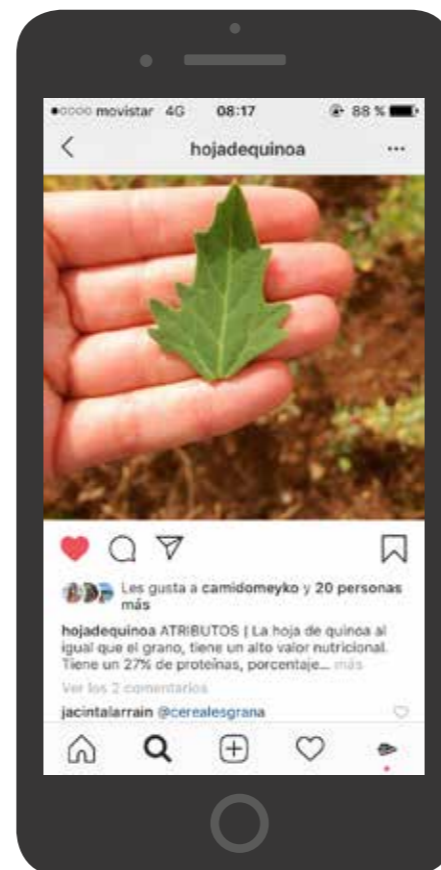 movistar 4G 08:17 88 %
hojadequinoa
Les gusta a camidomeyko y 20 personas
más
hojadequinoa ATRIBUTOS | La hoja de quinoa al
igual que el grano, tiene un alto valor nutricional.
Tiene un 27% de proteínas, porcentaje... más
Ver los 2 comentarios
jacintalarrain @cerealesgrana